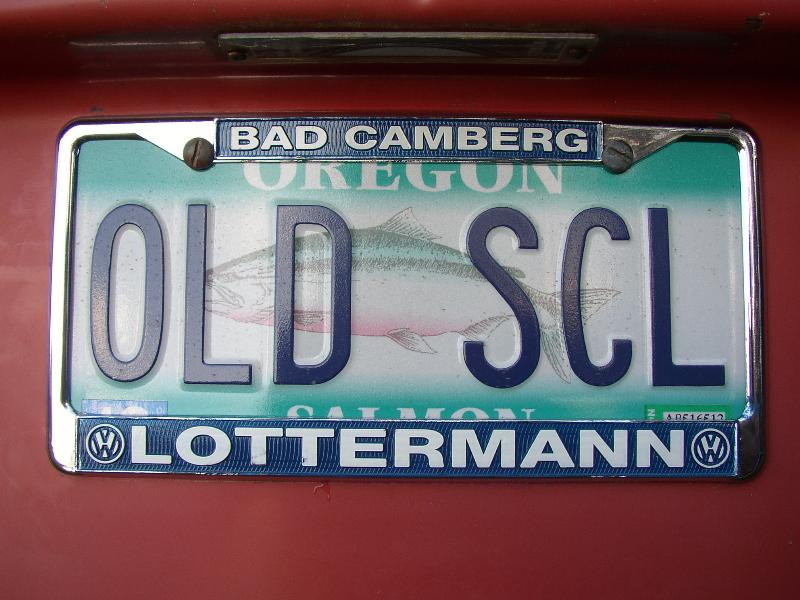 BAD CAMBERG
OREGON
OLD SCL
SALMON
LOTTERMANN